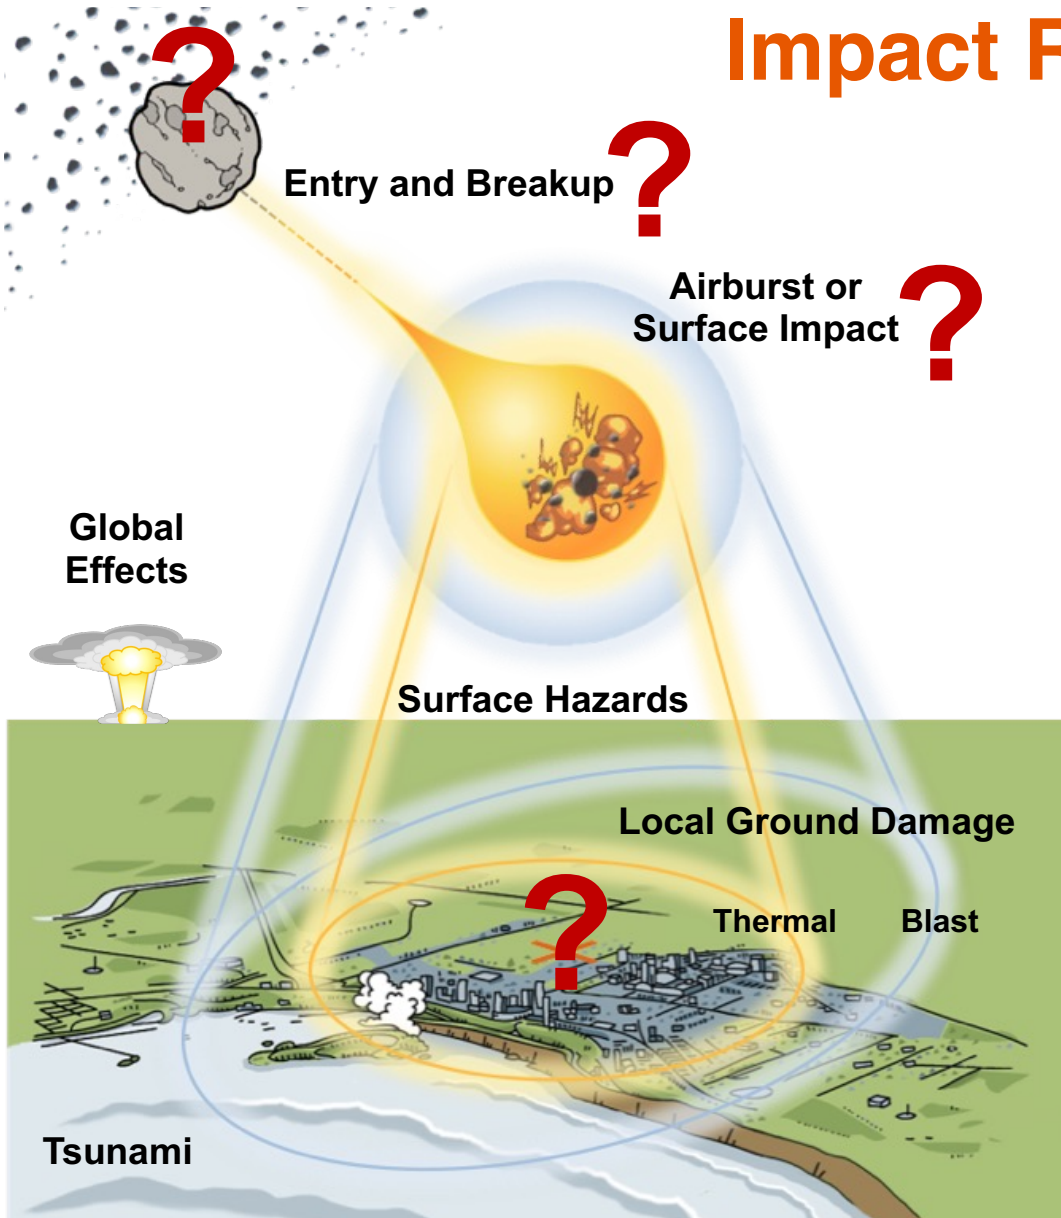 Impact F
?
Entry and Breakup ?
Airburst or
Surface Impact ?
Global
Effects
Surface Hazards
Local Ground Damage
?
Thermal Blast
Tsunami